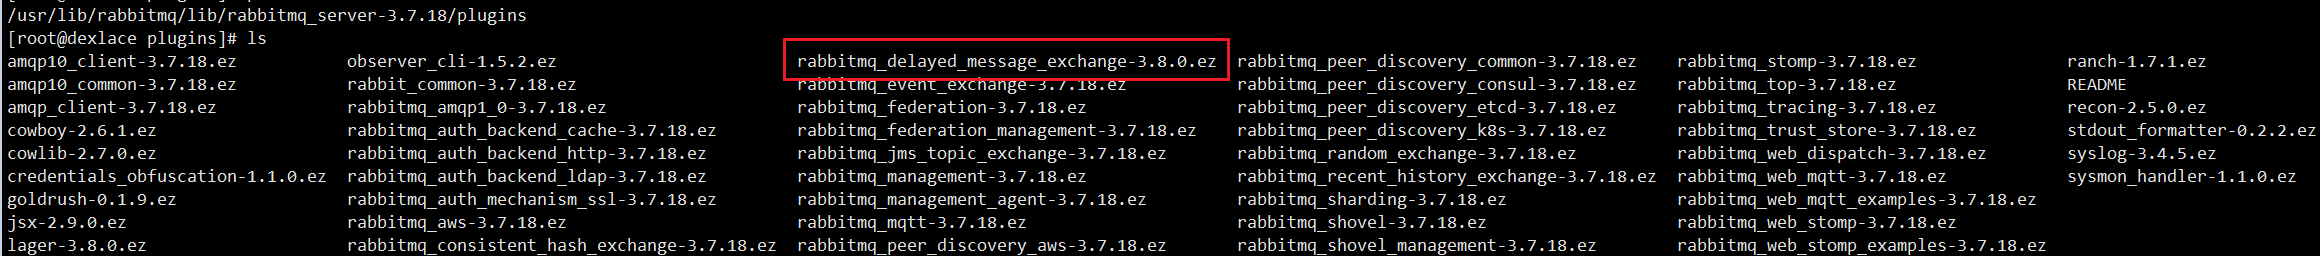 /usr/lib/rabbitmq/lib/rabbitmq_server-3.7.18/plugins
[root@dexlace plugins]# ls
amqp10_client-3.7.18.ez observer_cli-1.5.2.ez rabbitmq_delayed_message_exchange-3.8.0.ez rabbitmq_peer_discovery_common-3.7.18.ez rabbitmq_stomp-3.7.18.ez ranch-1.7.1.ez
amqp10_common-3.7.18.ez rabbit_common-3.7.18.ez rabbitmq_event_exchange-3.7.18.ez rabbitmq_peer_discovery_consul-3.7.18.ez rabbitmq_top-3.7.18.ez README
amqp_client-3.7.18.ez rabbitmq_amqp1_0-3.7.18.ez rabbitmq_federation-3.7.18.ez rabbitmq_peer_discovery_etcd-3.7.18.ez rabbitmq_tracing-3.7.18.ez recon-2.5.0.ez
cowboy-2.6.1.ez rabbitmq_auth_backend_cache-3.7.18.ez rabbitmq_federation_management-3.7.18.ez rabbitmq_peer_discovery_k8s-3.7.18.ez rabbitmq_trust_store-3.7.18.ez stdout_formatter-0.2.2.ez
cowlib-2.7.0.ez rabbitmq_auth_backend_http-3.7.18.ez rabbitmq_jms_topic_exchange-3.7.18.ez rabbitmq_random_exchange-3.7.18.ez rabbitmq_web_dispatch-3.7.18.ez syslog-3.4.5.ez
credentials_obfuscation-1.1.0.ez rabbitmq_auth_backend_ldap-3.7.18.ez rabbitmq_management-3.7.18.ez rabbitmq_recent_history_exchange-3.7.18.ez rabbitmq_web_mqtt-3.7.18.ez sysmon_handler-1.1.0.ez
goldrush-0.1.9.ez rabbitmq_auth_mechanism_ssl-3.7.18.ez rabbitmq_management_agent-3.7.18.ez rabbitmq_sharding-3.7.18.ez rabbitmq_web_mqtt_examples-3.7.18.ez
jsx-2.9.0.ez rabbitmq_aws-3.7.18.ez rabbitmq_mqtt-3.7.18.ez rabbitmq_shovel-3.7.18.ez rabbitmq_web_stomp-3.7.18.ez
lager-3.8.0.ez rabbitmq_consistent_hash_exchange-3.7.18.ez rabbitmq_peer_discovery_aws-3.7.18.ez rabbitmq_shovel_management-3.7.18.ez rabbitmq_web_stomp_examples-3.7.18.ez